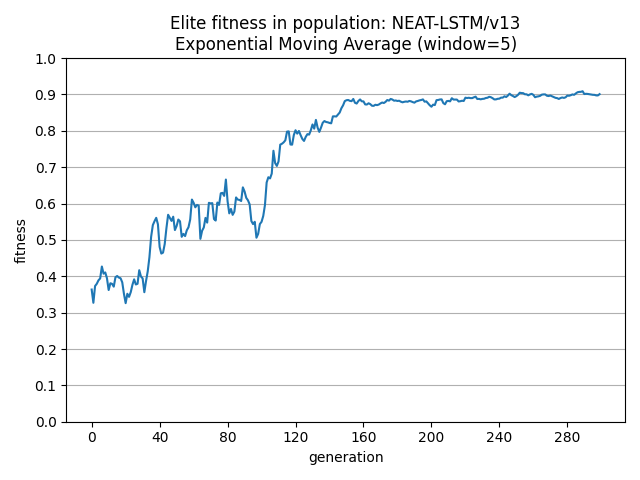 Elite fitness in population: NEAT-LSTM/v13
Exponential Moving Average (window=5)
1.0
0.9
0.8
0.7
0.6
0.5
0.4
0.3
0.2
0.1
0.0
fitness
0 40 80 120 160 200 240 280
generation